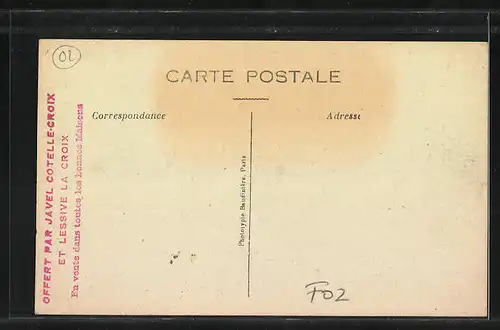 02
CARTE POSTALE
Correspondance
Adresse
OFFERT PAR JAVEL COTELLE-CROIX
ET LESSIVE LA CROIX
En vente dans toutes les bonnes Maisons
Phototypie Baudinière, Paris
F02